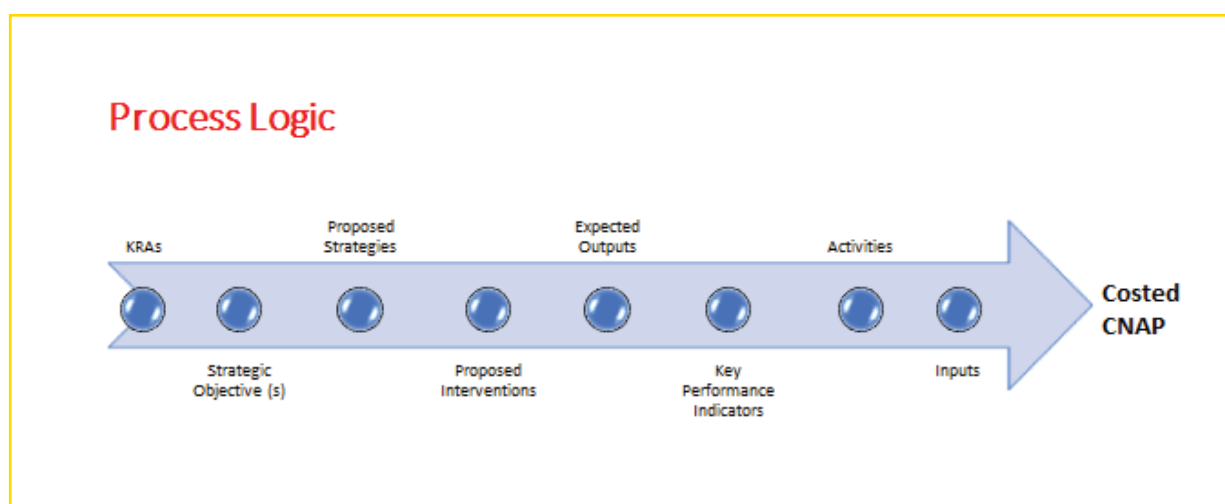 Process Logic
KRAs
Strategic
Objective (s)
Proposed
Strategies
Proposed
Interventions
Expected
Outputs
Key
Performance
Indicators
Activities
Inputs
Costed
CNAP